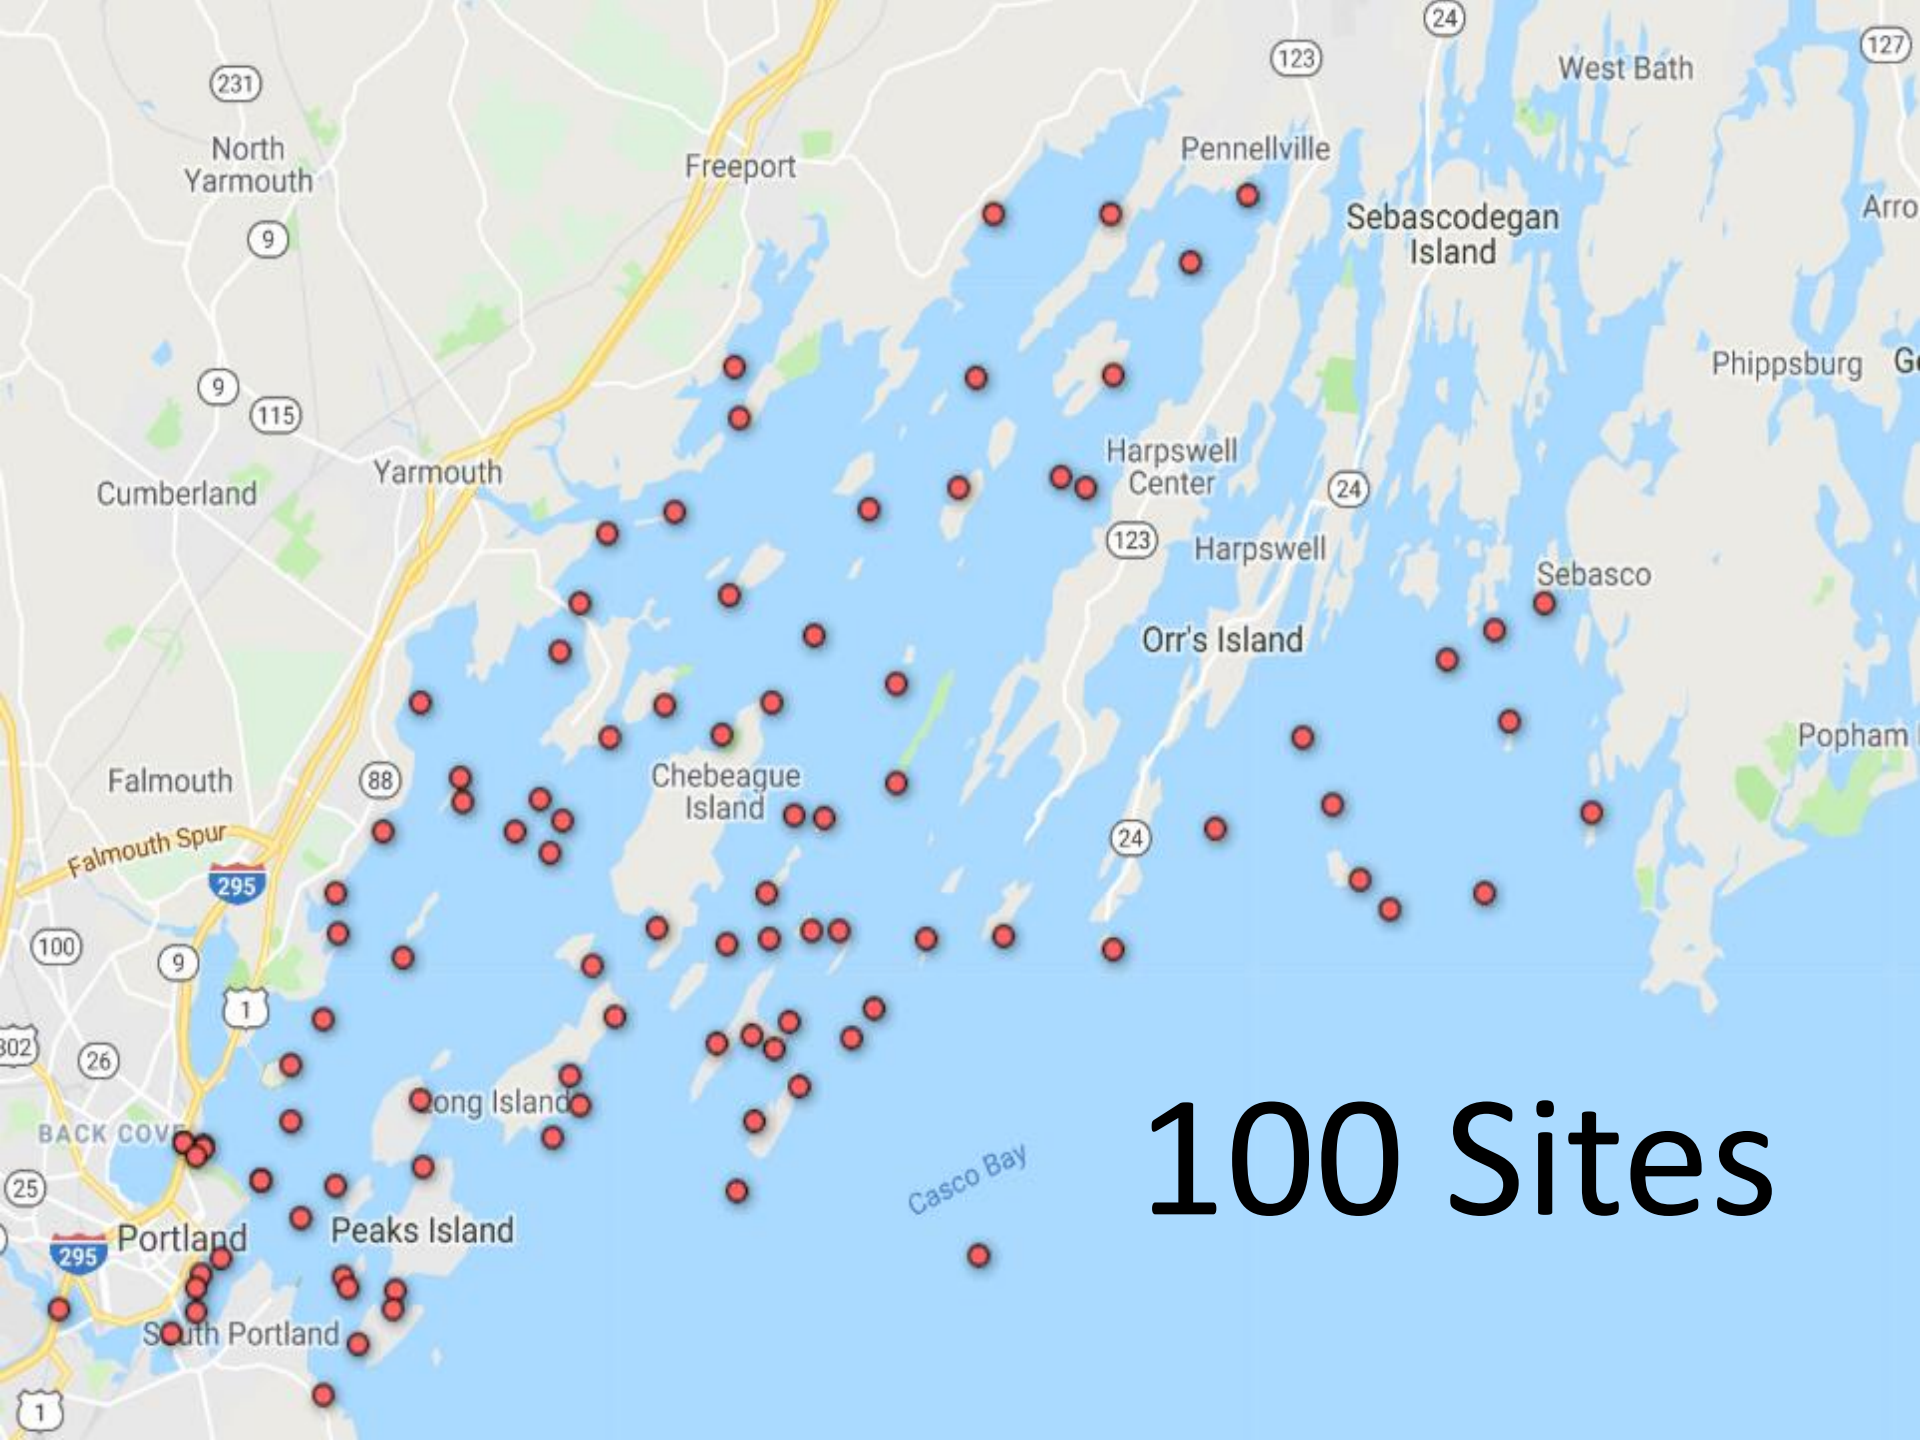 24
123
127
West Bath
231
North
Yarmouth
Freeport
Pennellville
Arro
9
Sebascodegan
Island
Phippsburg
Ge
9
115
Yarmouth
Cumberland
Harpswell
Center
24
123
Harpswell
Sebasco
Orr's Island
Popham
Falmouth
88
Chebeague
Island
Falmouth Spur
24
295
100
9
1
302
26
Long Island
BACK COVE
100 Sites
25
Casco Bay
Portland
295
Peaks Island
South Portland
1